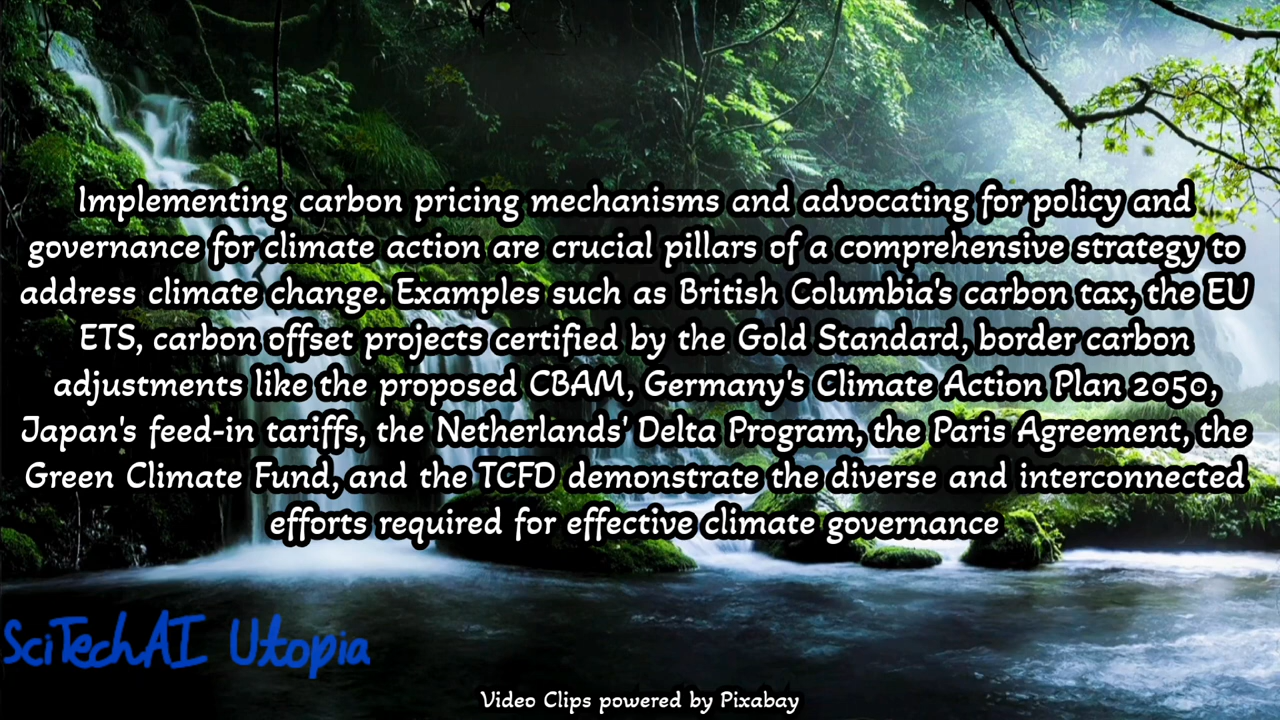 Implementing carbon pricing mechanisms and advocating for policy and
governance for climate action are crucial pillars of a comprehensive strategy to
address climate change. Examples such as British Columbia's carbon tax, the EU
ETS, carbon offset projects certified by the Gold Standard, border carbon
adjustments like the proposed CBAM, Germany's Climate Action Plan 2050,
Japan's feed-in tariffs, the Netherlands' Delta Program, the Paris Agreement, the
Green Climate Fund, and the TCFD demonstrate the diverse and interconnected
efforts required for effective climate governance
SciTechAI Utopia
Video Clips powered by Pixabay